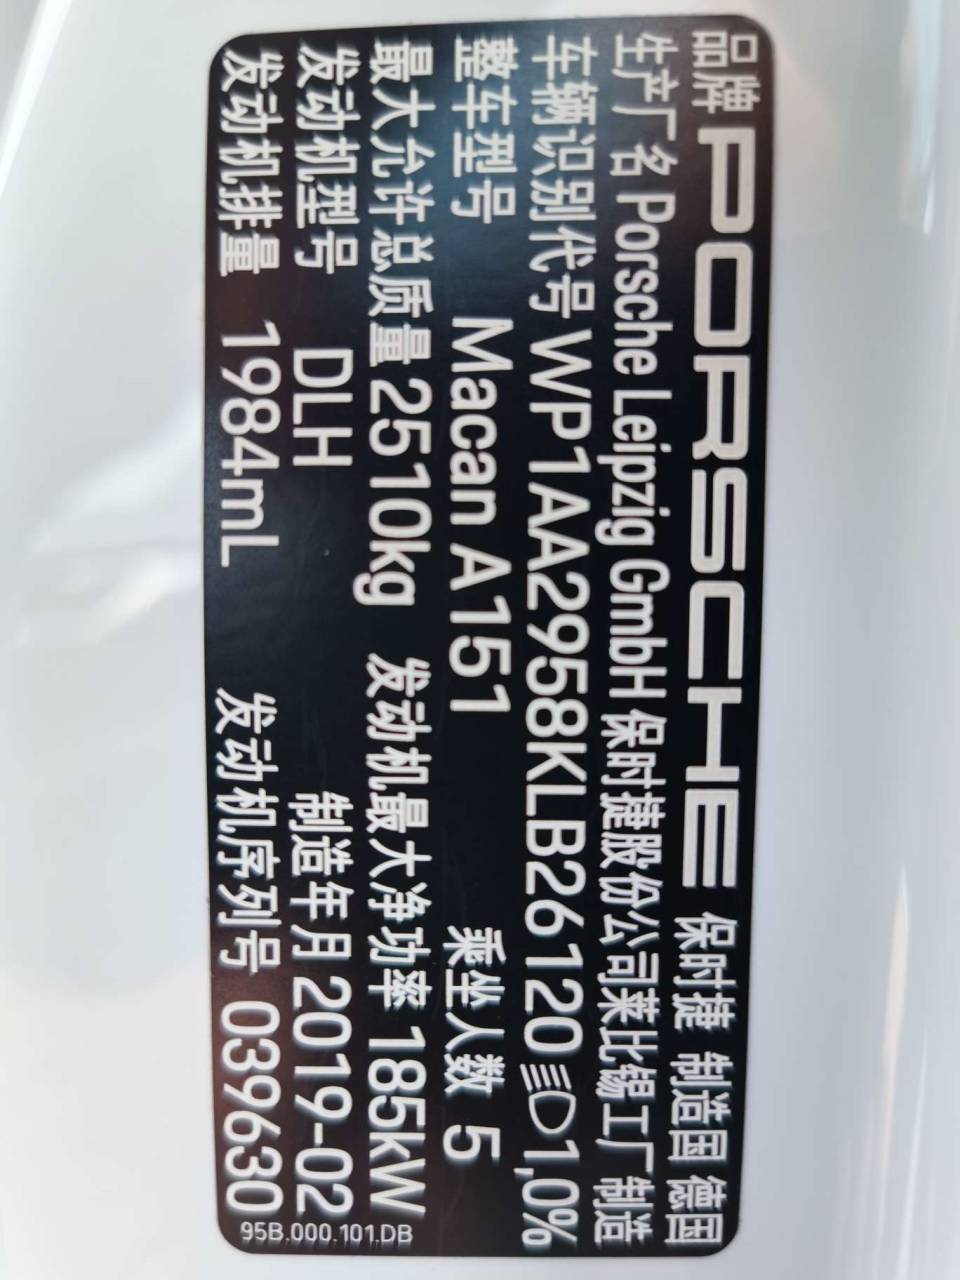 品牌 PORSCHE 保时捷 制造国 德国
生产厂名 Porsche Leipzig GmbH 保时捷股份公司莱比锡工厂 制造
车辆识别代号 WP1AA2958KLB26120 1,0%
整车型号 Macan A151 乘坐人数 5
最大允许总质量 2510kg 发动机最大净功率 185kW
发动机型号 DLH 制造年月 2019-02
发动机排量 1984mL 发动机序列号 039630
95B.000.101.DB